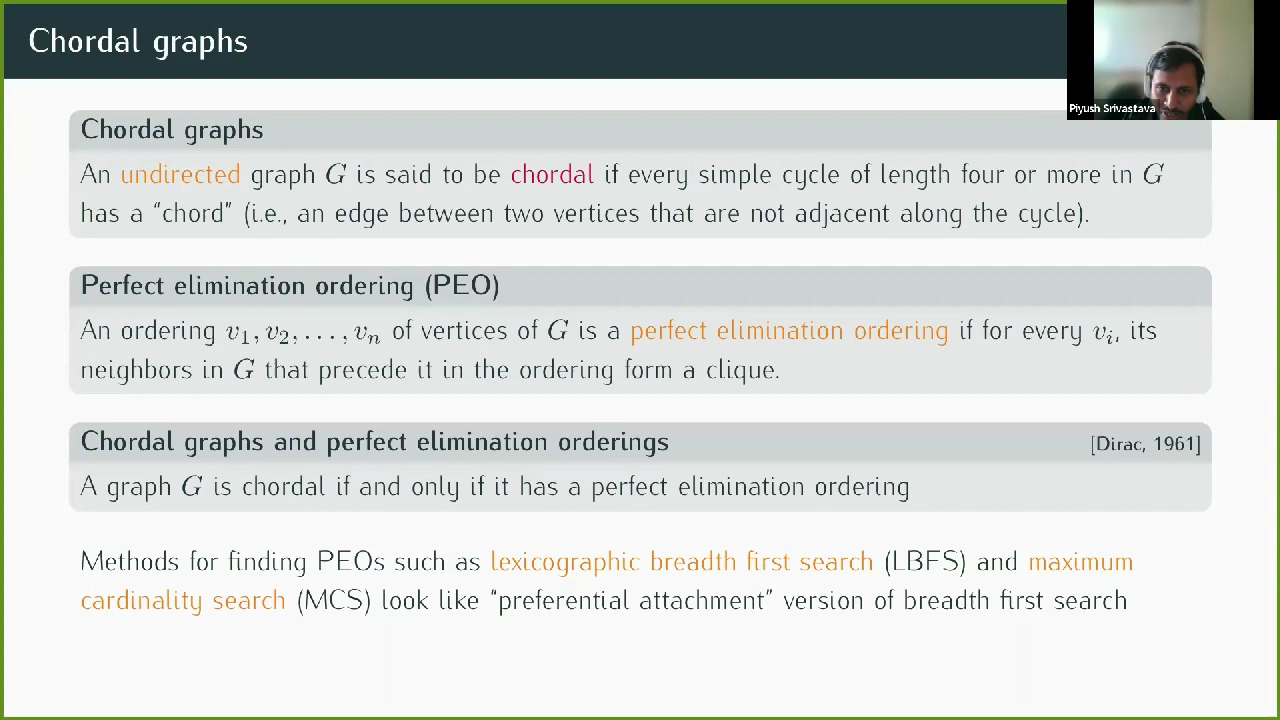 Chordal graphs
Piyush Srivastava
Chordal graphs
An undirected graph G is said to be chordal if every simple cycle of length four or more in G
has a “chord” (i.e., an edge between two vertices that are not adjacent along the cycle).
Perfect elimination ordering (PEO)
An ordering v₁, v₂, . . . , vₙ of vertices of G is a perfect elimination ordering if for every vᵢ, its
neighbors in G that precede it in the ordering form a clique.
Chordal graphs and perfect elimination orderings [Dirac, 1961]
A graph G is chordal if and only if it has a perfect elimination ordering
Methods for finding PEOs such as lexicographic breadth first search (LBFS) and maximum
cardinality search (MCS) look like “preferential attachment” version of breadth first search